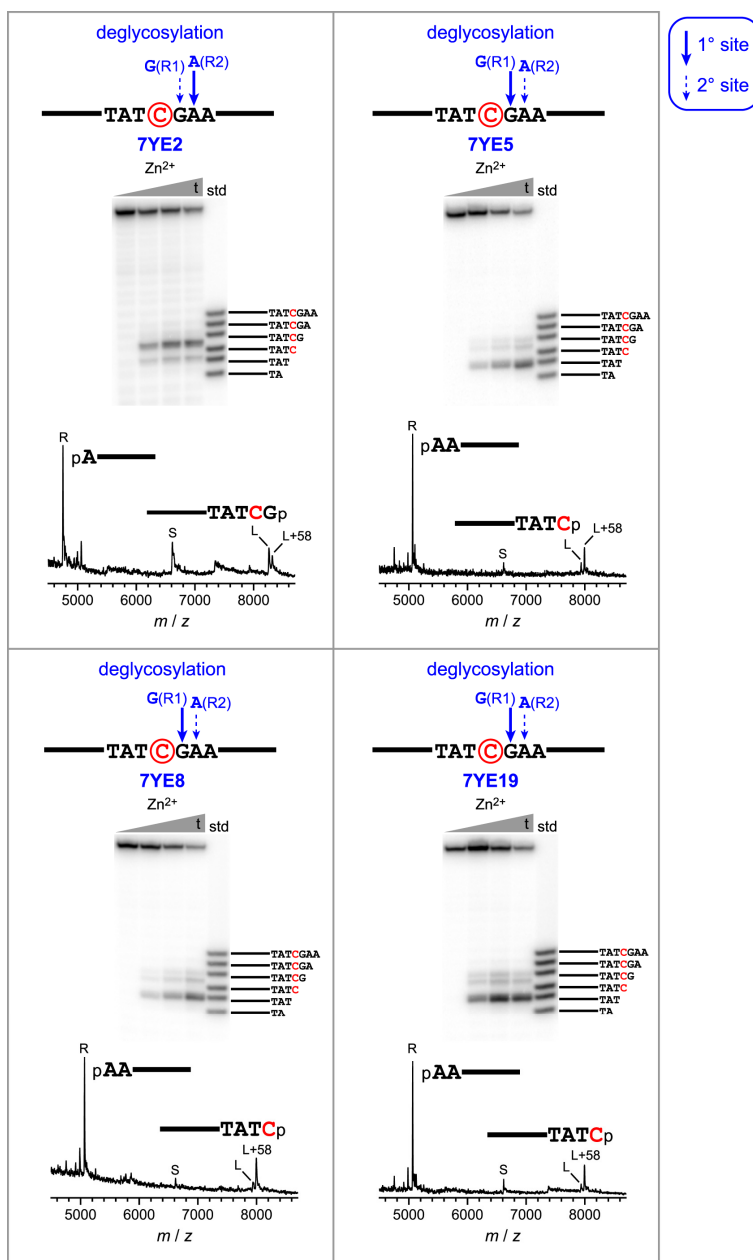 deglycosylation
G(R1) A(R2)
TATCGAA
7YE2
Zn2+
t std
TATCGAA
TATCGA
TATCG
TATC
TAT
TA
R
pA
TATCGp
S
L
L+58
5000 6000 7000 8000
m / z
deglycosylation
G(R1) A(R2)
TATCGAA
7YE5
Zn2+
t std
TATCGAA
TATCGA
TATCG
TATC
TAT
TA
R
pAA
TATCp
S
L
L+58
5000 6000 7000 8000
m / z
1° site
2° site
deglycosylation
G(R1) A(R2)
TATCGAA
7YE8
Zn2+
t std
TATCGAA
TATCGA
TATCG
TATC
TAT
TA
R
pAA
TATCp
S
L
L+58
5000 6000 7000 8000
m / z
deglycosylation
G(R1) A(R2)
TATCGAA
7YE19
Zn2+
t std
TATCGAA
TATCGA
TATCG
TATC
TAT
TA
R
pAA
TATCp
S
L
L+58
5000 6000 7000 8000
m / z